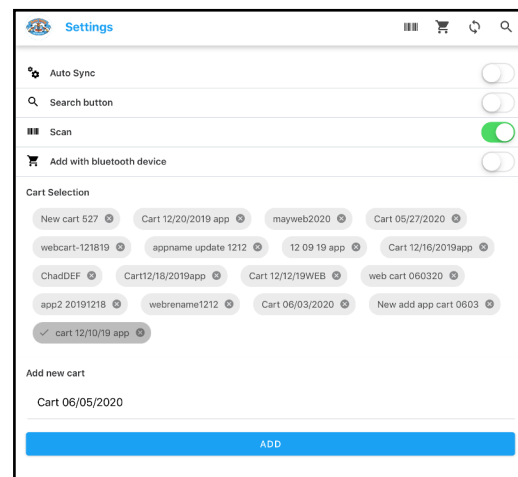 Settings
Auto Sync
Search button
Scan
Add with bluetooth device
Cart Selection
New cart 527 Cart 12/20/2019 app mayweb2020 Cart 05/27/2020
webcart-121819 appname update 1212 12 09 19 app Cart 12/16/2019app
ChadDEF Cart12/18/2019app Cart 12/12/19WEB web cart 060320
app2 20191218 webrename1212 Cart 06/03/2020 New add app cart 0603
cart 12/10/19 app
Add new cart
Cart 06/05/2020
ADD